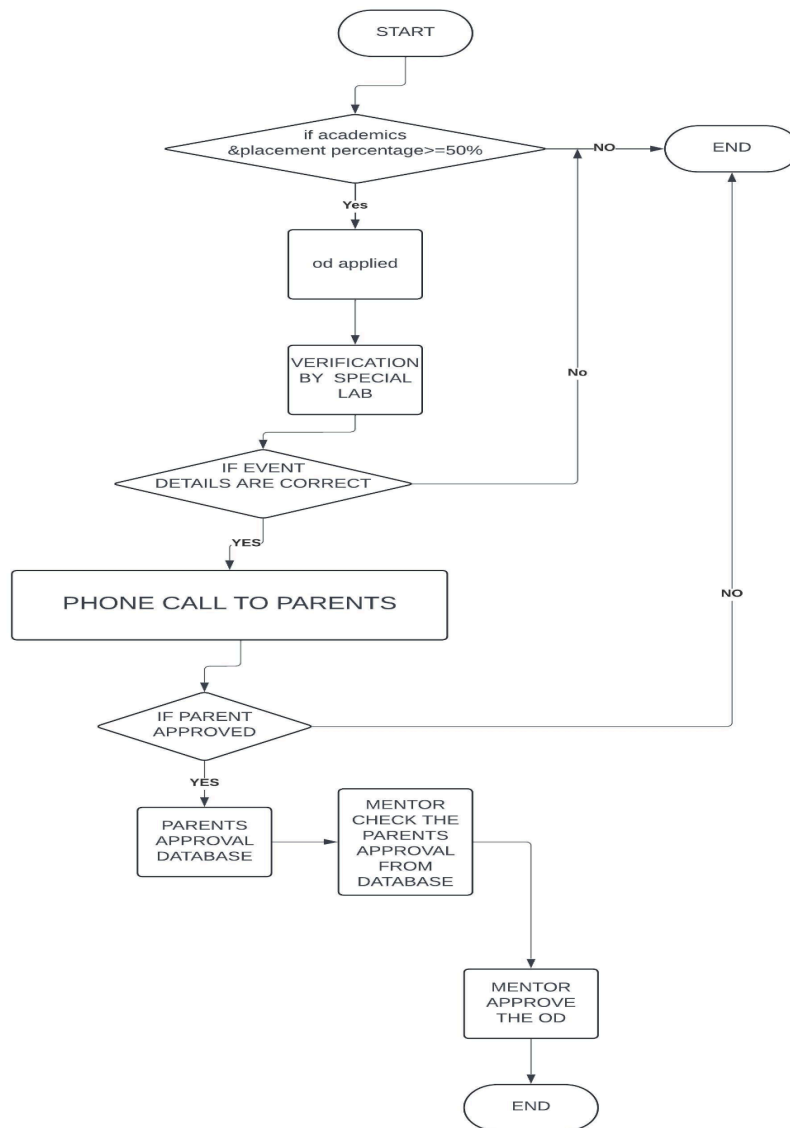 START
if academics
&placement percentage>=50%
NO
END
Yes
od applied
VERIFICATION
BY SPECIAL
LAB
No
IF EVENT
DETAILS ARE CORRECT
YES
PHONE CALL TO PARENTS
NO
IF PARENT
APPROVED
YES
PARENTS
APPROVAL
DATABASE
MENTOR
CHECK THE
PARENTS
APPROVAL
FROM
DATABASE
MENTOR
APPROVE
THE OD
END